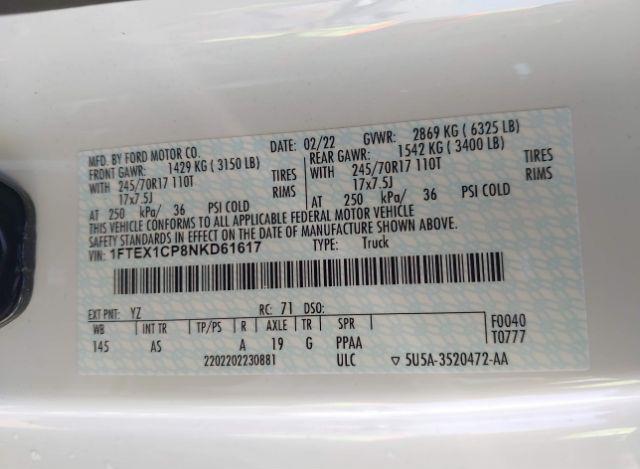 MFD. BY FORD MOTOR CO.
DATE: 02/22 GVWR: 2869 KG ( 6325 LB)
FRONT GAWR: 1429 KG ( 3150 LB) REAR GAWR: 1542 KG ( 3400 LB)
WITH 245/70R17 110T TIRES WITH 245/70R17 110T TIRES
17x7.5J RIMS 17x7.5J RIMS
AT 250 kPa/ 36 PSI COLD AT 250 kPa/ 36 PSI COLD
THIS VEHICLE CONFORMS TO ALL APPLICABLE FEDERAL MOTOR VEHICLE
SAFETY STANDARDS IN EFFECT ON THE DATE OF MANUFACTURE SHOWN ABOVE.
VIN: 1FTEX1CP8NKD61617 TYPE: Truck
EXT PNT: YZ RC: 71 DSO: F0040
WB INT TR TP/PS R AXLE TR SPR T0777
145 AS A 19 G PPAA
2202202230881 ULC ▽ 5U5A-3520472-AA